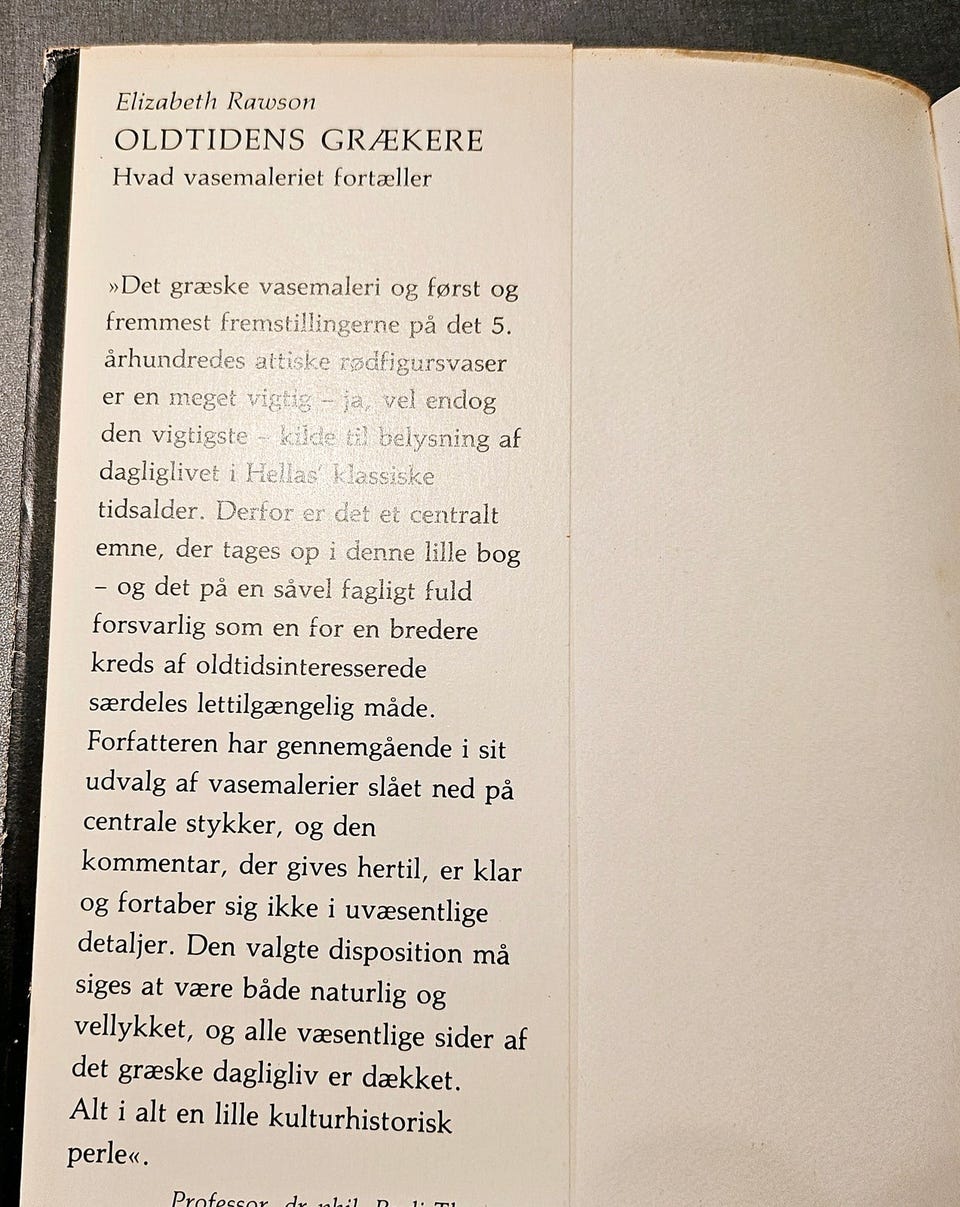 Elizabeth Rawson
OLDTIDENS GRÆKERE
Hvad vasemaleriet fortæller
»Det græske vasemaleri og først og
fremmest fremstillingerne på det 5.
århundredes attiske rødfigursvaser
er en meget vigtig – ja, vel endog
den vigtigste – kilde til belysning af
dagliglivet i Hellas' klassiske
tidsalder. Derfor er det et centralt
emne, der tages op i denne lille bog
– og det på en såvel fagligt fuld
forsvarlig som en for en bredere
kreds af oldtidsinteresserede
særdeles lettilgængelig måde.
Forfatteren har gennemgående i sit
udvalg af vasemalerier slået ned på
centrale stykker, og den
kommentar, der gives hertil, er klar
og fortaber sig ikke i uvæsentlige
detaljer. Den valgte disposition må
siges at være både naturlig og
vellykket, og alle væsentlige sider af
det græske dagligliv er dækket.
Alt i alt en lille kulturhistorisk
perle«.
Professor, dr. phil.